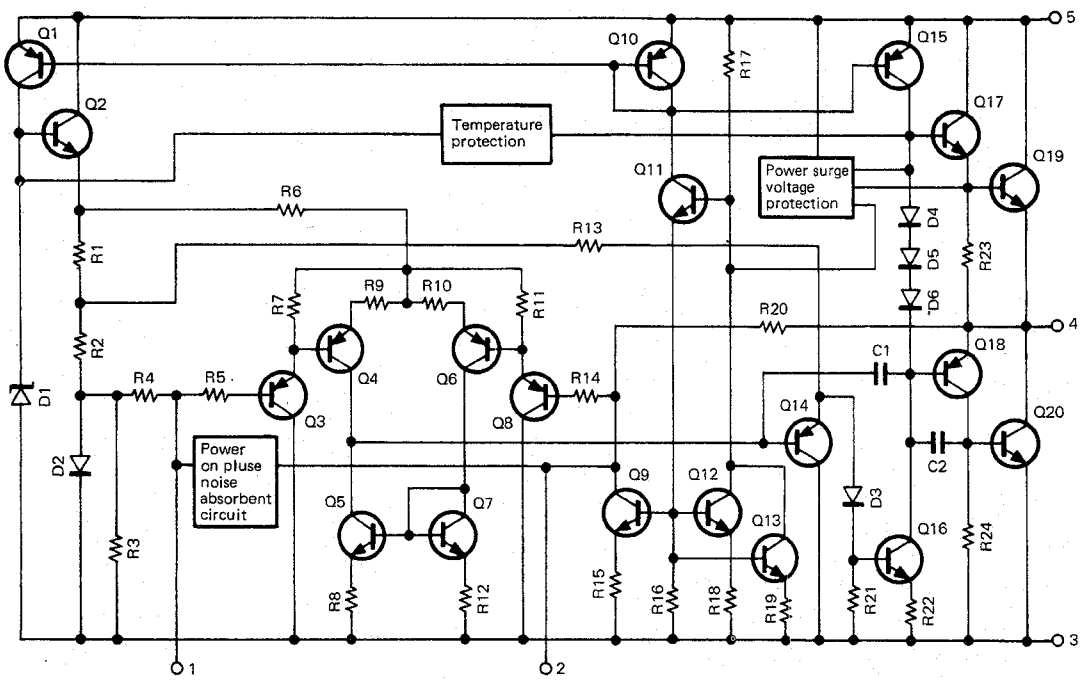 Q1
Q10
Q15
5
R17
Q2
Q17
Temperature
protection
Q19
Q11
Power surge
voltage
protection
R6
D4
R13
R1
D5
R23
R9
R10
D6
R7
R11
R20
4
R2
Q18
C1
Q4
Q6
R4
R5
R14
D1
Q3
Q8
Q14
Q20
Power
on pluse
noise
absorbent
circuit
D2
C2
Q5
Q7
Q9
Q12
D3
Q13
Q16
R3
R24
R8
R12
R15
R16
R18
R19
R21
R22
3
1
2